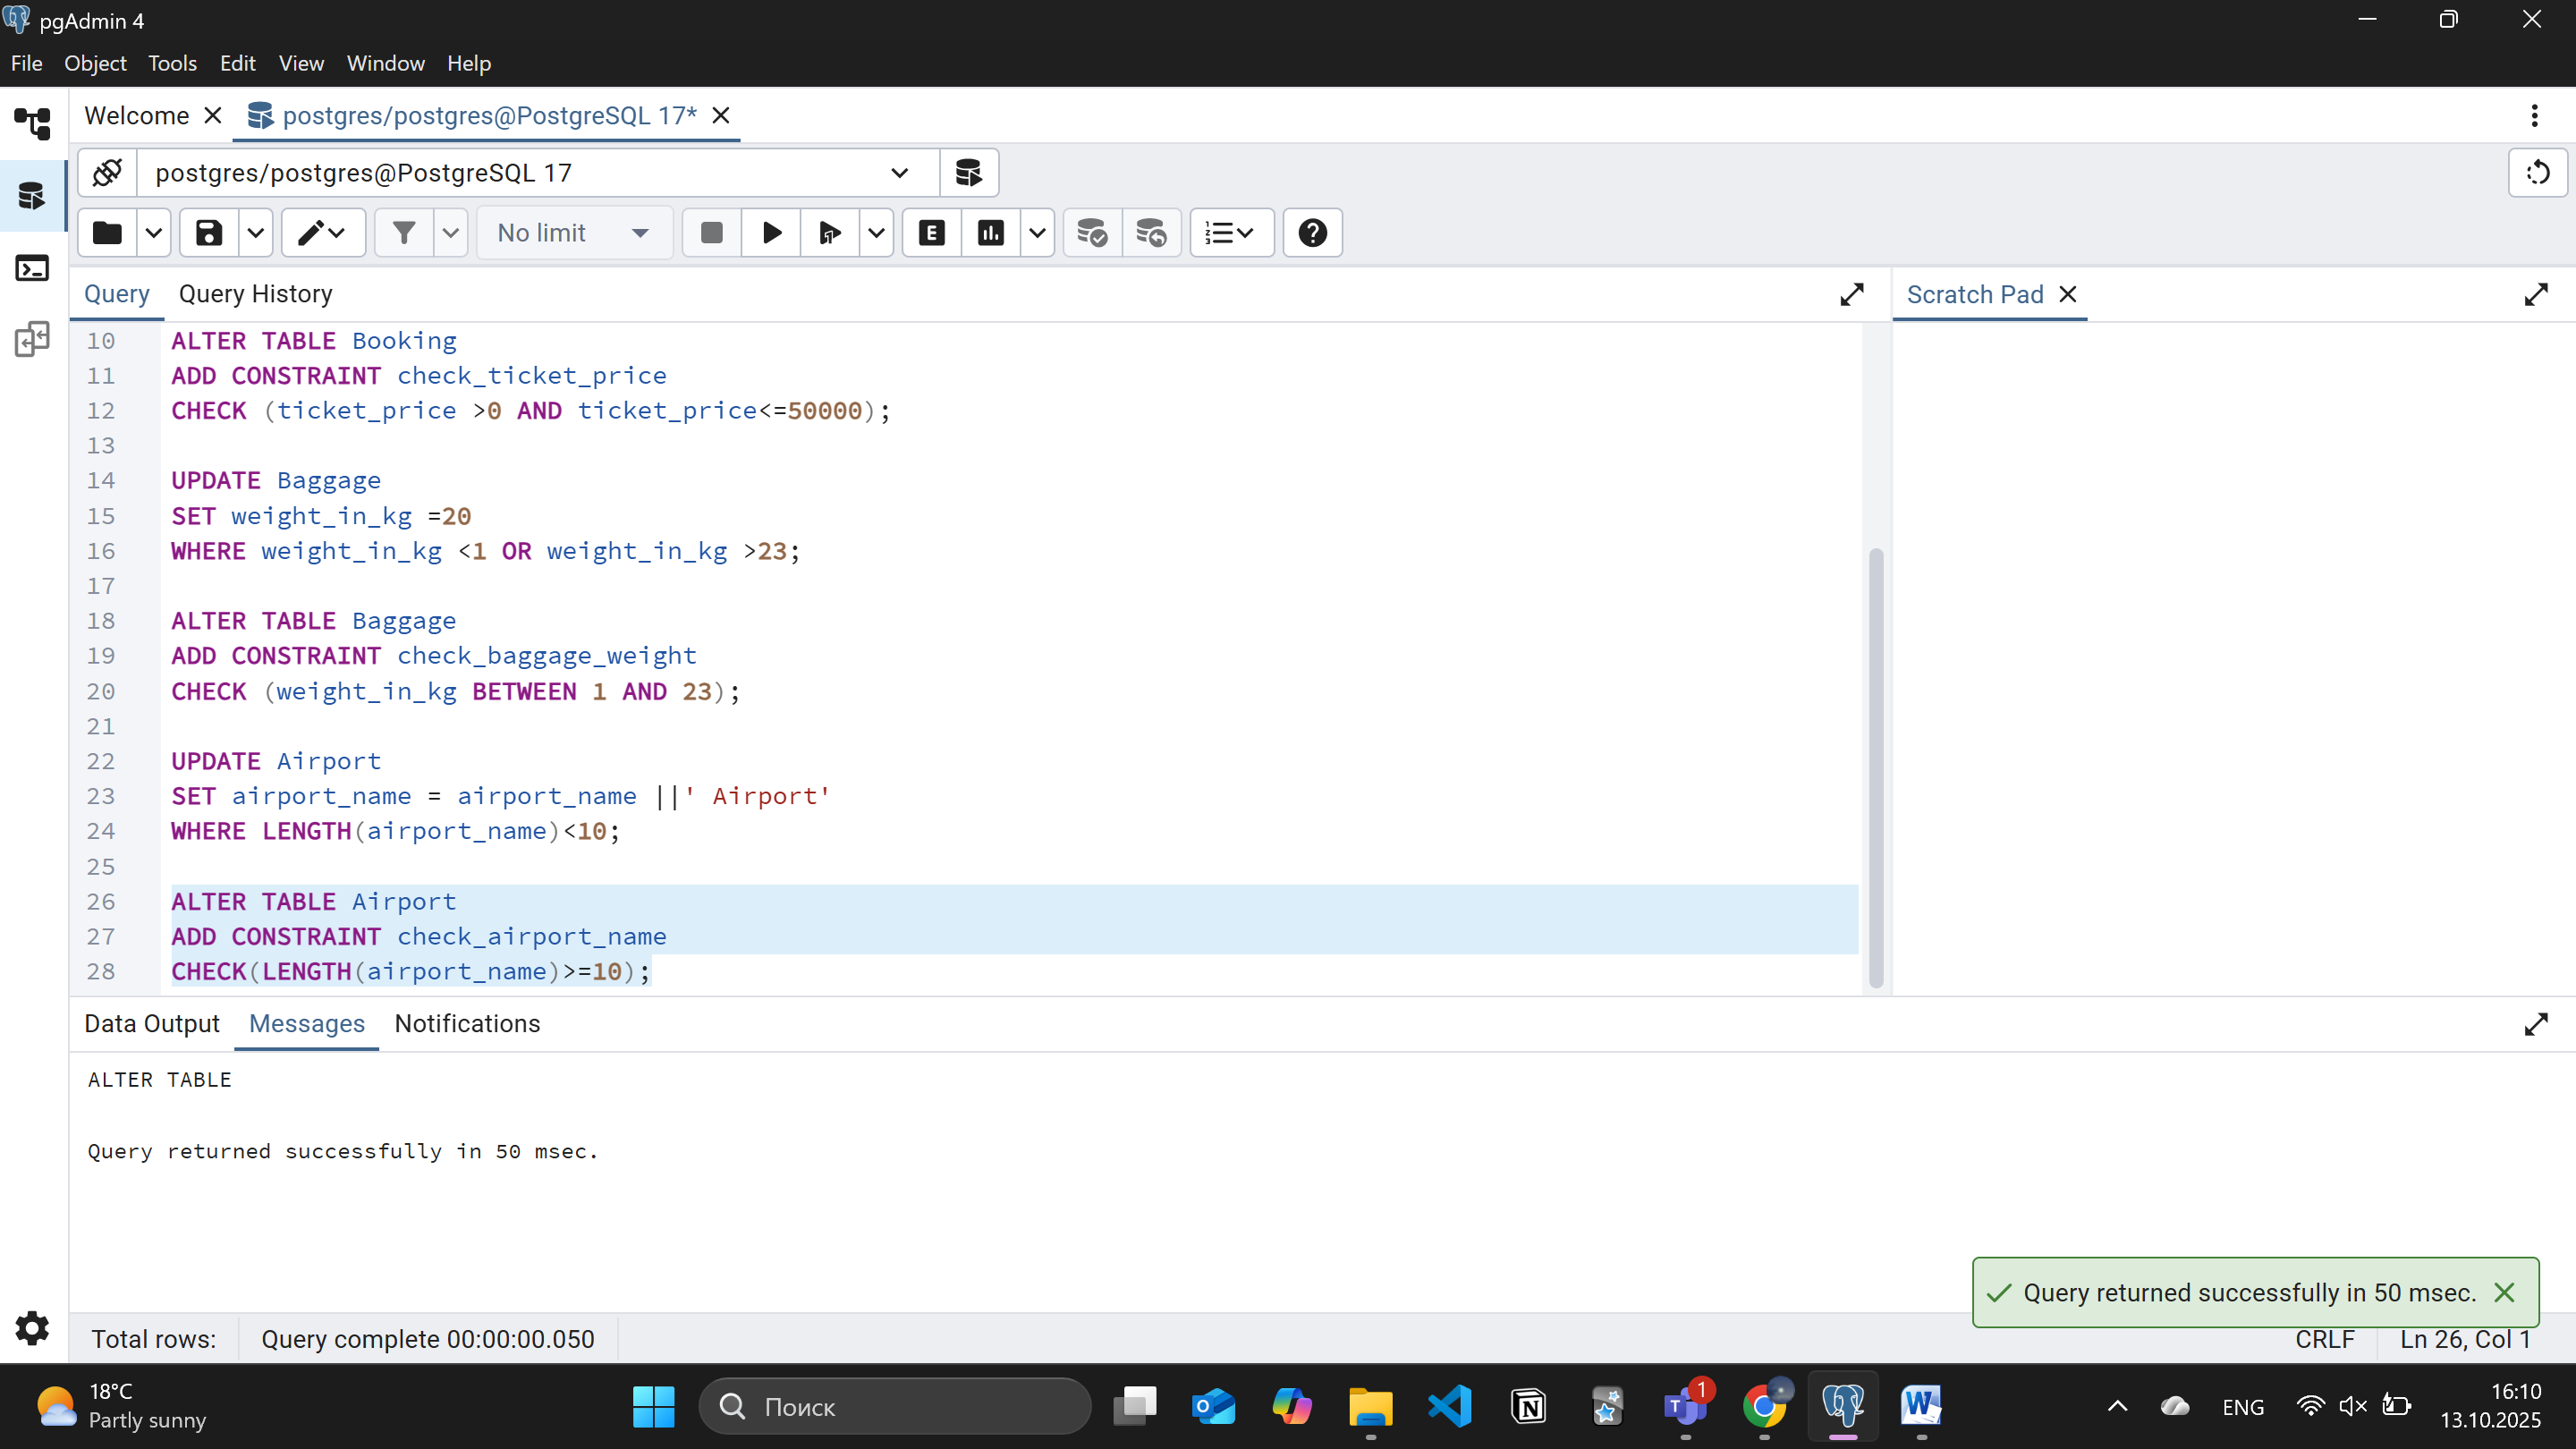 pgAdmin 4
File Object Tools Edit View Window Help
Welcome postgres/postgres@PostgreSQL 17*
postgres/postgres@PostgreSQL 17
No limit
Query Query History
Scratch Pad
10 ALTER TABLE Booking
11 ADD CONSTRAINT check_ticket_price
12 CHECK (ticket_price >0 AND ticket_price<=50000);
13
14 UPDATE Baggage
15 SET weight_in_kg =20
16 WHERE weight_in_kg <1 OR weight_in_kg >23;
17
18 ALTER TABLE Baggage
19 ADD CONSTRAINT check_baggage_weight
20 CHECK (weight_in_kg BETWEEN 1 AND 23);
21
22 UPDATE Airport
23 SET airport_name = airport_name ||' Airport'
24 WHERE LENGTH(airport_name)<10;
25
26 ALTER TABLE Airport
27 ADD CONSTRAINT check_airport_name
28 CHECK(LENGTH(airport_name)>=10);
Data Output Messages Notifications
ALTER TABLE
Query returned successfully in 50 msec.
Query returned successfully in 50 msec.
Total rows: Query complete 00:00:00.050 CRLF Ln 26, Col 1
18°C
Partly sunny
Поиск
1
ENG
16:10
13.10.2025